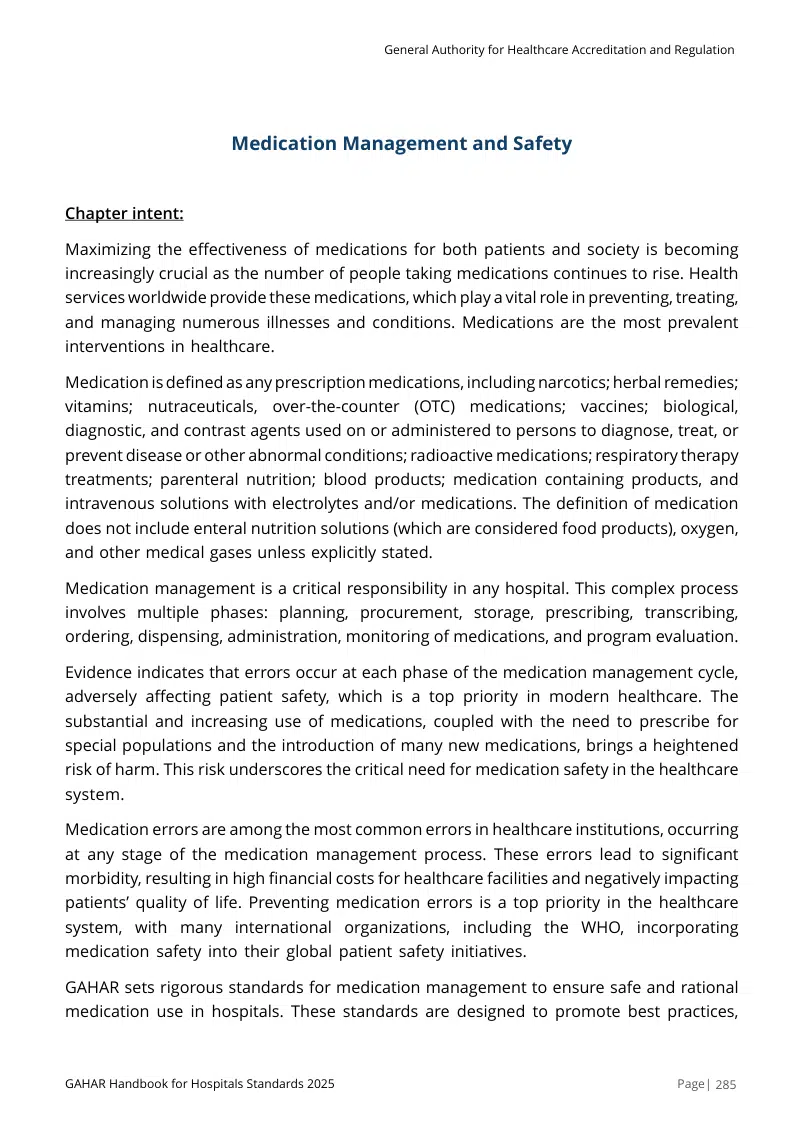 General Authority for Healthcare Accreditation and Regulation
Medication Management and Safety
Chapter intent:
Maximizing the effectiveness of medications for both patients and society is becoming
increasingly crucial as the number of people taking medications continues to rise. Health
services worldwide provide these medications, which play a vital role in preventing, treating,
and managing numerous illnesses and conditions. Medications are the most prevalent
interventions in healthcare.
Medication is defined as any prescription medications, including narcotics; herbal remedies;
vitamins; nutraceuticals, over-the-counter (OTC) medications; vaccines; biological,
diagnostic, and contrast agents used on or administered to persons to diagnose, treat, or
prevent disease or other abnormal conditions; radioactive medications; respiratory therapy
treatments; parenteral nutrition; blood products; medication containing products, and
intravenous solutions with electrolytes and/or medications. The definition of medication
does not include enteral nutrition solutions (which are considered food products), oxygen,
and other medical gases unless explicitly stated.
Medication management is a critical responsibility in any hospital. This complex process
involves multiple phases: planning, procurement, storage, prescribing, transcribing,
ordering, dispensing, administration, monitoring of medications, and program evaluation.
Evidence indicates that errors occur at each phase of the medication management cycle,
adversely affecting patient safety, which is a top priority in modern healthcare. The
substantial and increasing use of medications, coupled with the need to prescribe for
special populations and the introduction of many new medications, brings a heightened
risk of harm. This risk underscores the critical need for medication safety in the healthcare
system.
Medication errors are among the most common errors in healthcare institutions, occurring
at any stage of the medication management process. These errors lead to significant
morbidity, resulting in high financial costs for healthcare facilities and negatively impacting
patients’ quality of life. Preventing medication errors is a top priority in the healthcare
system, with many international organizations, including the WHO, incorporating
medication safety into their global patient safety initiatives.
GAHAR sets rigorous standards for medication management to ensure safe and rational
medication use in hospitals. These standards are designed to promote best practices,
GAHAR Handbook for Hospitals Standards 2025
Page| 285